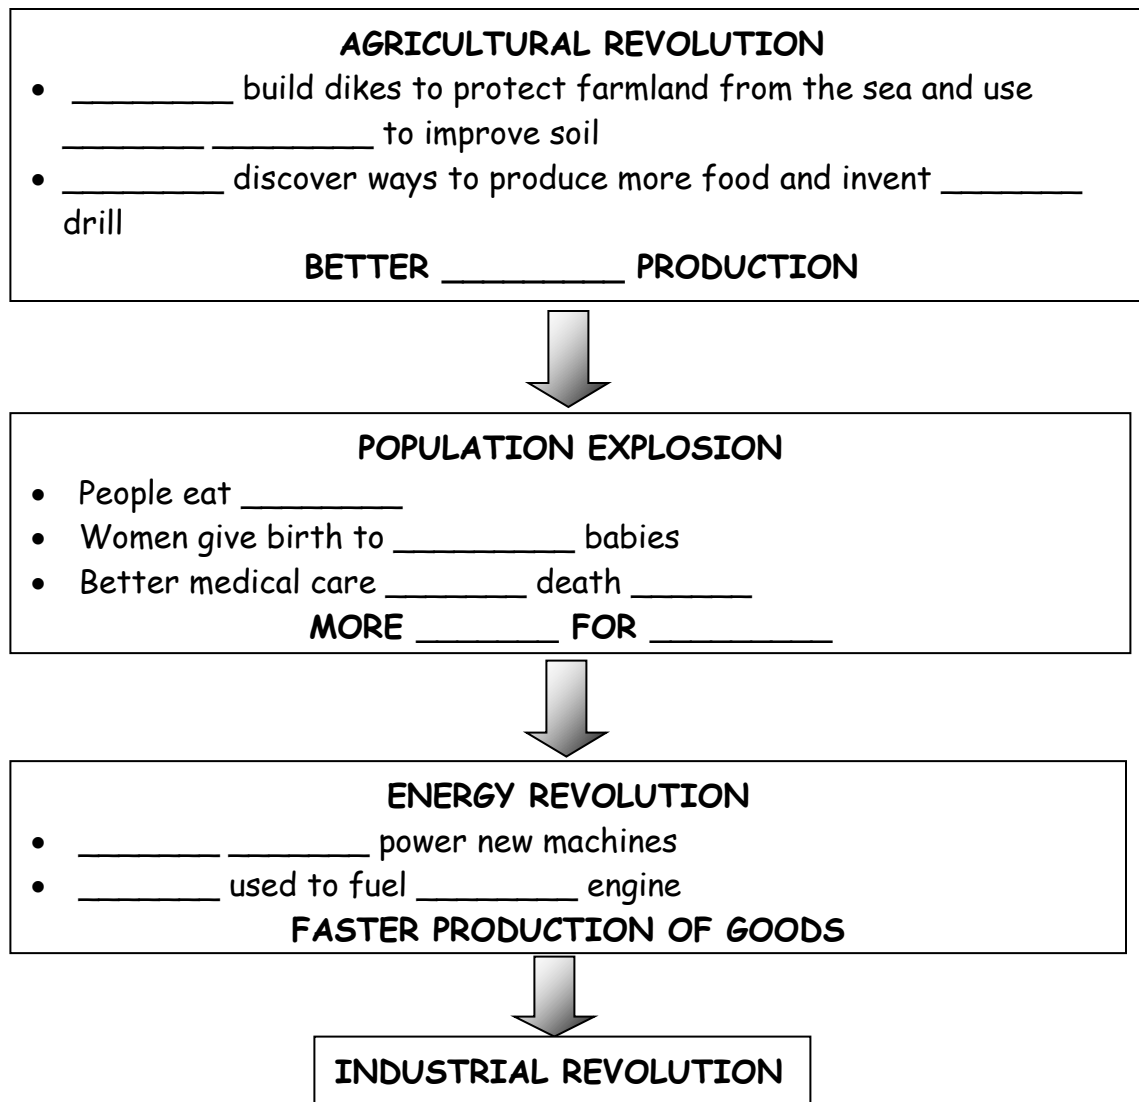 AGRICULTURAL REVOLUTION
• ________ build dikes to protect farmland from the sea and use
_______ ________ to improve soil
• ________ discover ways to produce more food and invent _______
drill
BETTER _________ PRODUCTION
POPULATION EXPLOSION
• People eat ________
• Women give birth to _________ babies
• Better medical care _______ death ______
MORE _______ FOR _________
ENERGY REVOLUTION
• _______ _______ power new machines
• _______ used to fuel ________ engine
FASTER PRODUCTION OF GOODS
INDUSTRIAL REVOLUTION